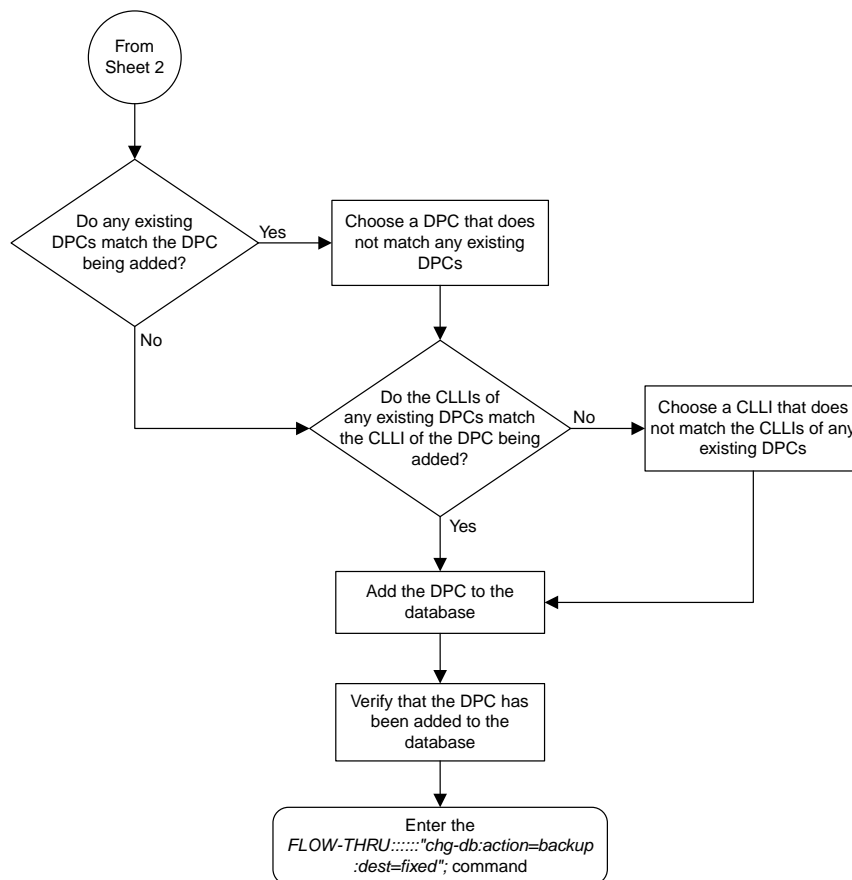 From
Sheet 2
Do any existing
DPCs match the DPC
being added?
Yes
Choose a DPC that does
not match any existing
DPCs
No
Do the CLLIs of
any existing DPCs match
the CLLI of the DPC being
added?
No
Choose a CLLI that does
not match the CLLIs of any
existing DPCs
Yes
Add the DPC to the
database
Verify that the DPC has
been added to the
database
Enter the
FLOW-THRU::::::"chg-db:action=backup
:dest=fixed"; command